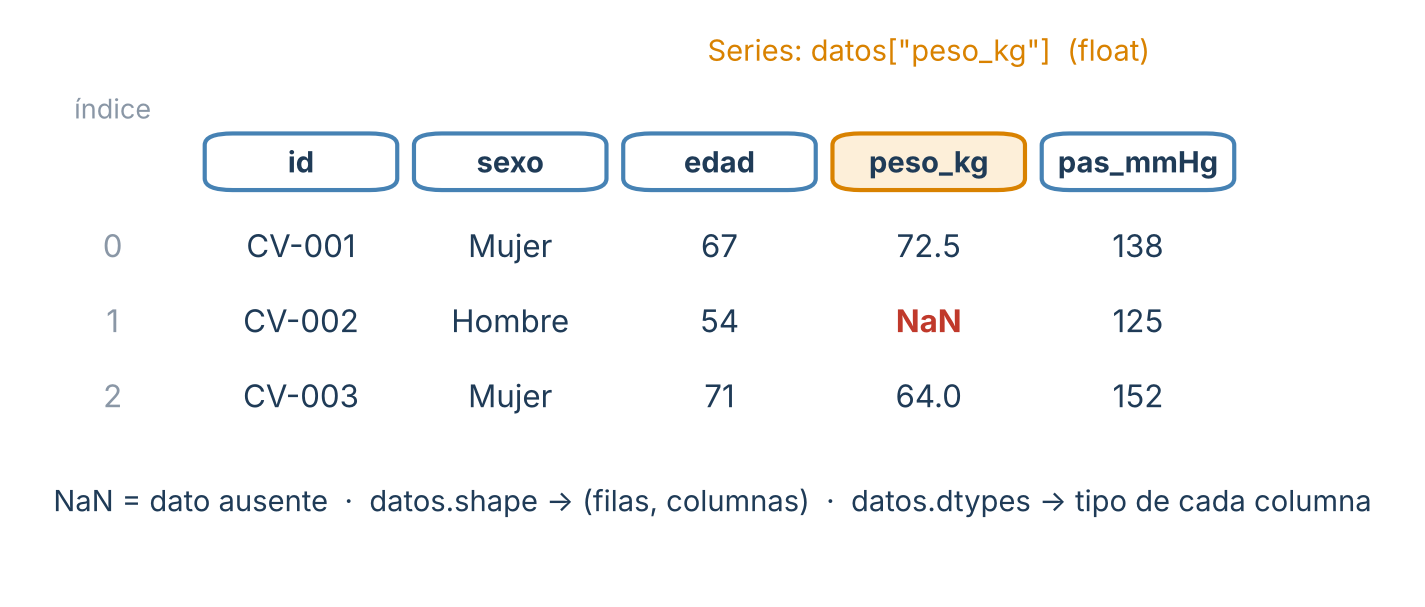 Series: datos["peso_kg"] (float)
índice
id sexo edad peso_kg pas_mmHg
0 CV-001 Mujer 67 72.5 138
1 CV-002 Hombre 54 NaN 125
2 CV-003 Mujer 71 64.0 152
NaN = dato ausente · datos.shape → (filas, columnas) · datos.dtypes → tipo de cada columna